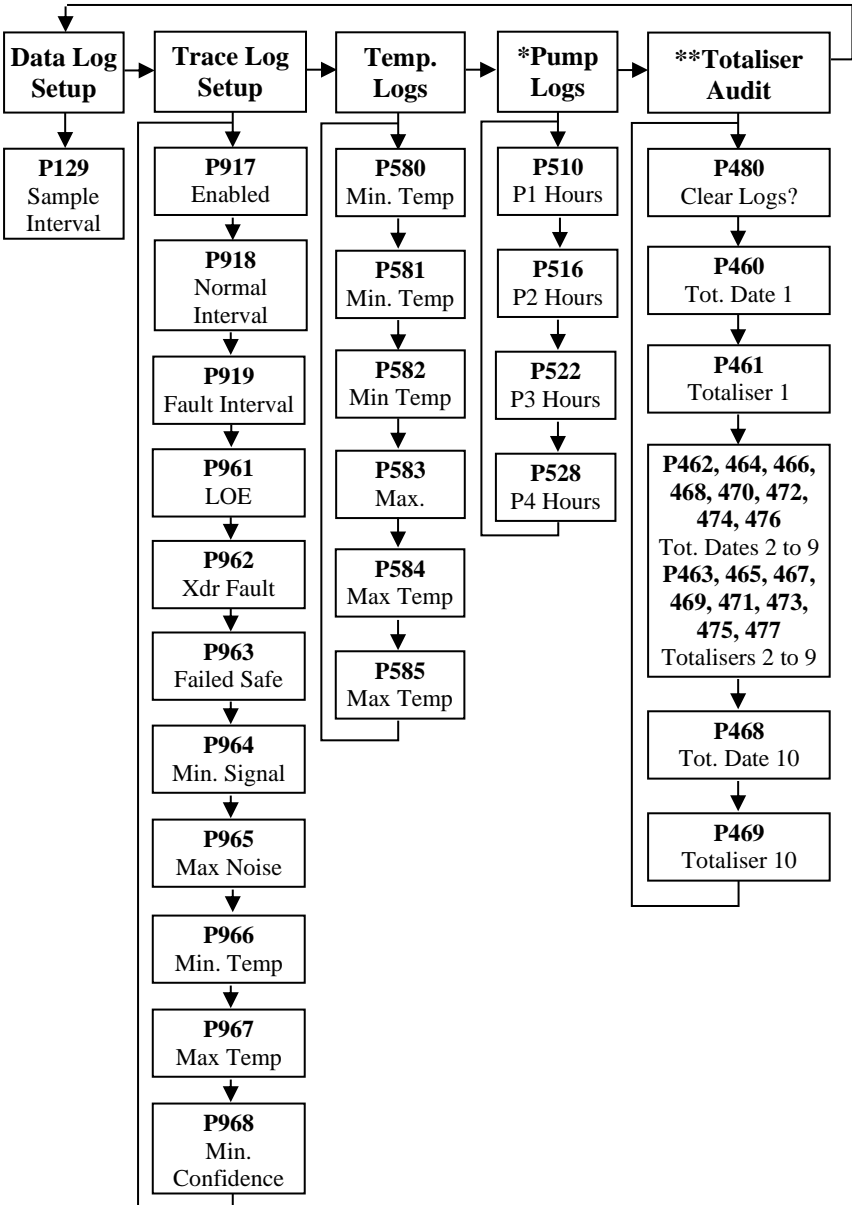 Data Log
Setup
Trace Log
Setup
Temp.
Logs
*Pump
Logs
**Totaliser
Audit
P129
Sample
Interval
P917
Enabled
P918
Normal
Interval
P919
Fault Interval
P961
LOE
P962
Xdr Fault
P963
Failed Safe
P964
Min. Signal
P965
Max Noise
P966
Min. Temp
P967
Max Temp
P968
Min.
Confidence
P580
Min. Temp
P581
Min. Temp
P582
Min Temp
P583
Max.
P584
Max Temp
P585
Max Temp
P510
P1 Hours
P516
P2 Hours
P522
P3 Hours
P528
P4 Hours
P480
Clear Logs?
P460
Tot. Date 1
P461
Totaliser 1
P462, 464, 466,
468, 470, 472,
474, 476
Tot. Dates 2 to 9
P463, 465, 467,
469, 471, 473,
475, 477
Totalisers 2 to 9
P468
Tot. Date 10
P469
Totaliser 10